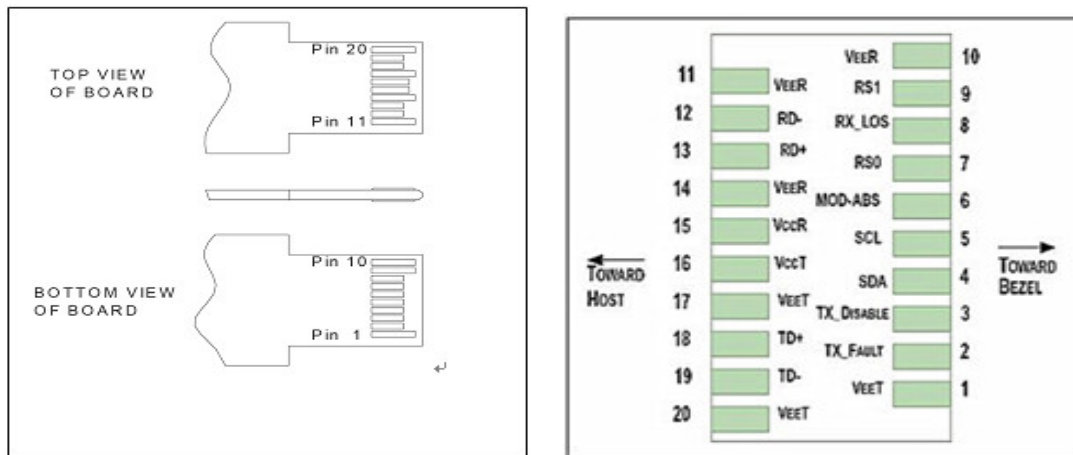 Pin 20
TOP VIEW
OF BOARD
Pin 11
Pin 10
BOTTOM VIEW
OF BOARD
Pin 1
11 VEER
12 RD-
13 RD+
14 VEER
15 VCCR
16 VCCT
17 VEET
18 TD+
19 TD-
20 VEET
TOWARD
HOST
VEER 10
RS1 9
RX_LOS 8
RS0 7
MOD-ABS 6
SCL 5
SDA 4
TX_DISABLE 3
TX_FAULT 2
VEET 1
TOWARD
BEZEL